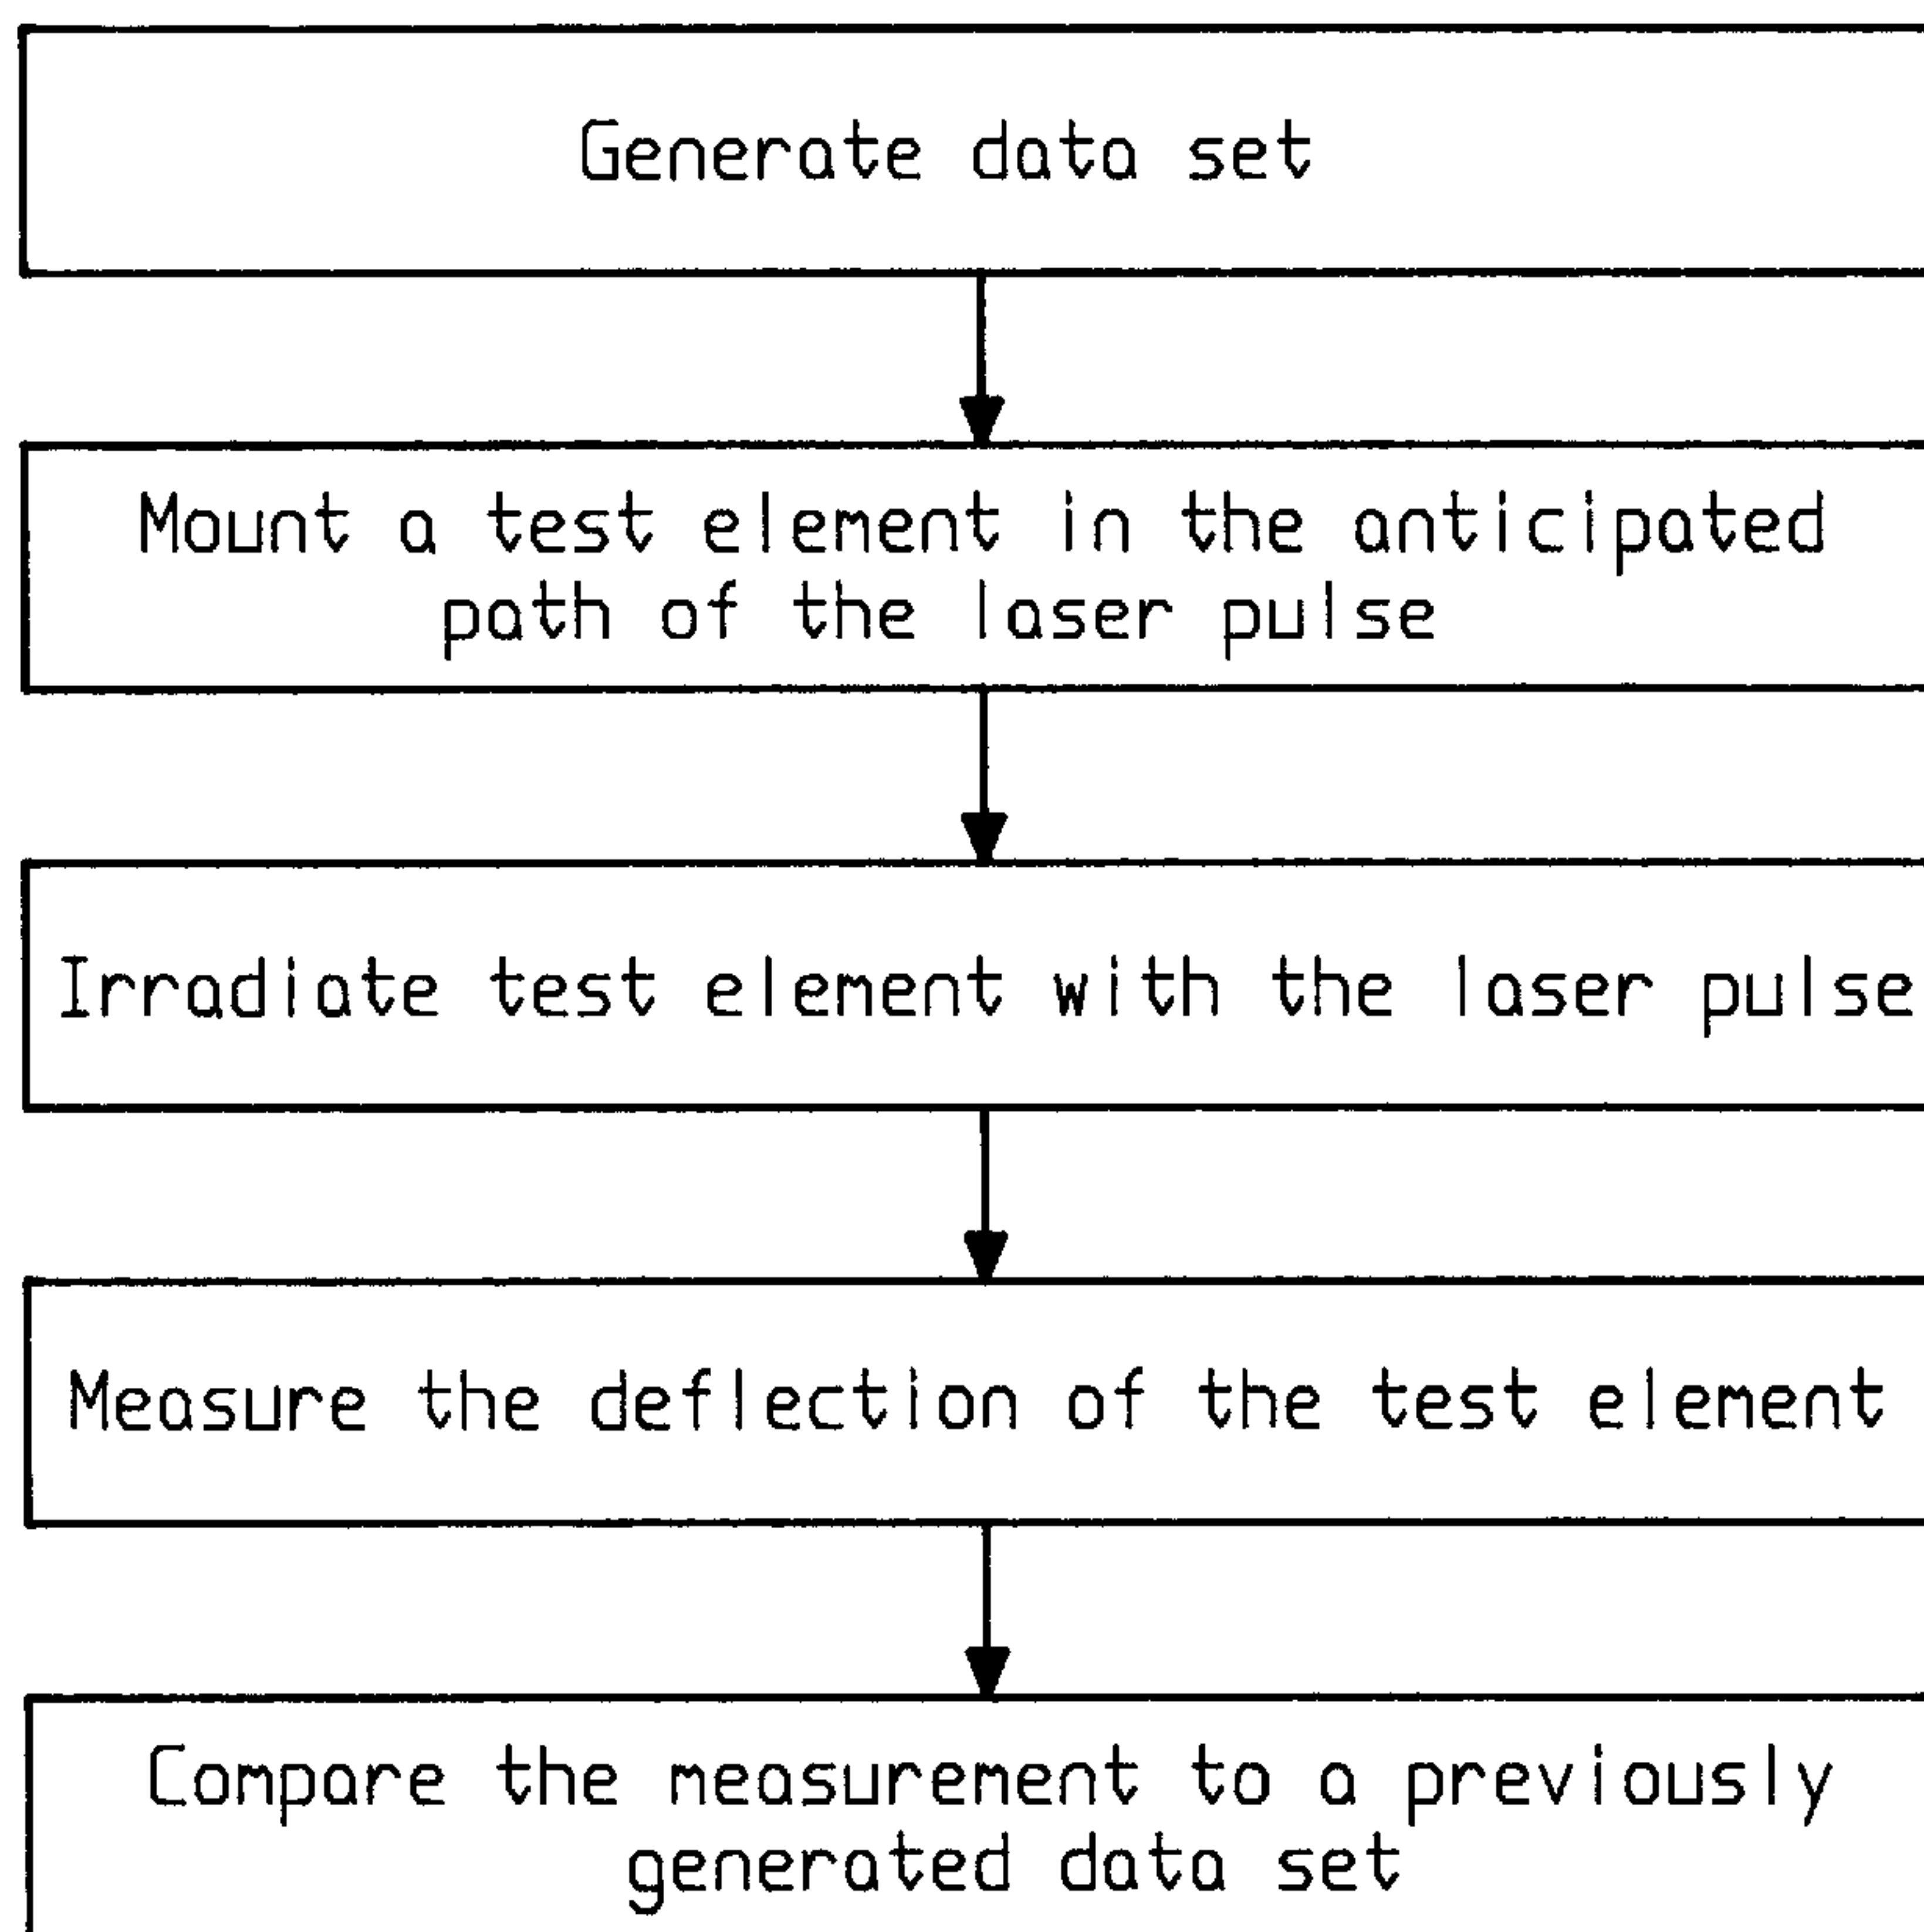 Generate data set
Mount a test element in the anticipated
path of the laser pulse
Irradiate test element with the laser pulse
Measure the deflection of the test element
Compare the measurement to a previously
generated data set